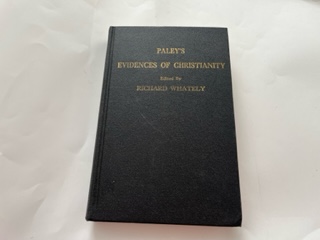 PALEY'S
EVIDENCES OF CHRISTIANITY
Edited By
RICHARD WHATELY